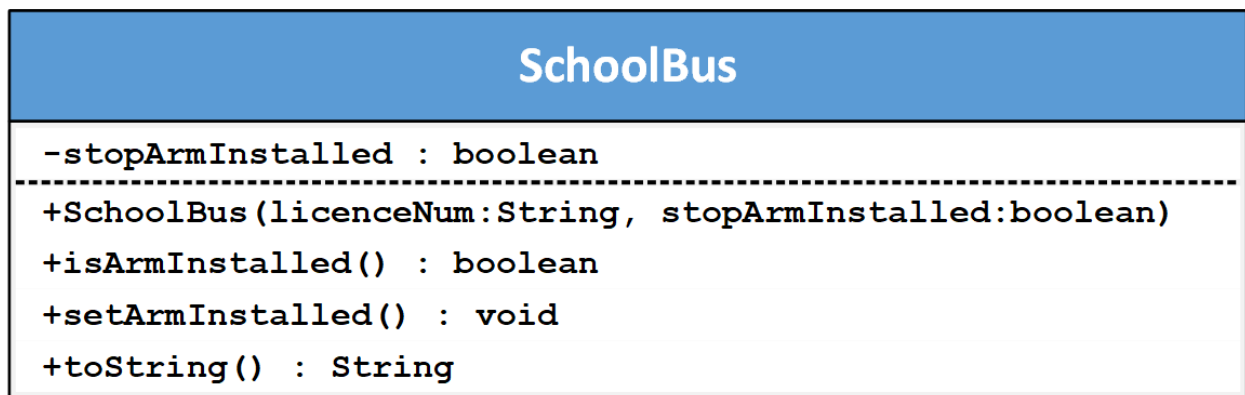 SchoolBus
-stopArmInstalled : boolean
+SchoolBus(licenceNum:String, stopArmInstalled:boolean)
+isArmInstalled() : boolean
+setArmInstalled() : void
+toString() : String